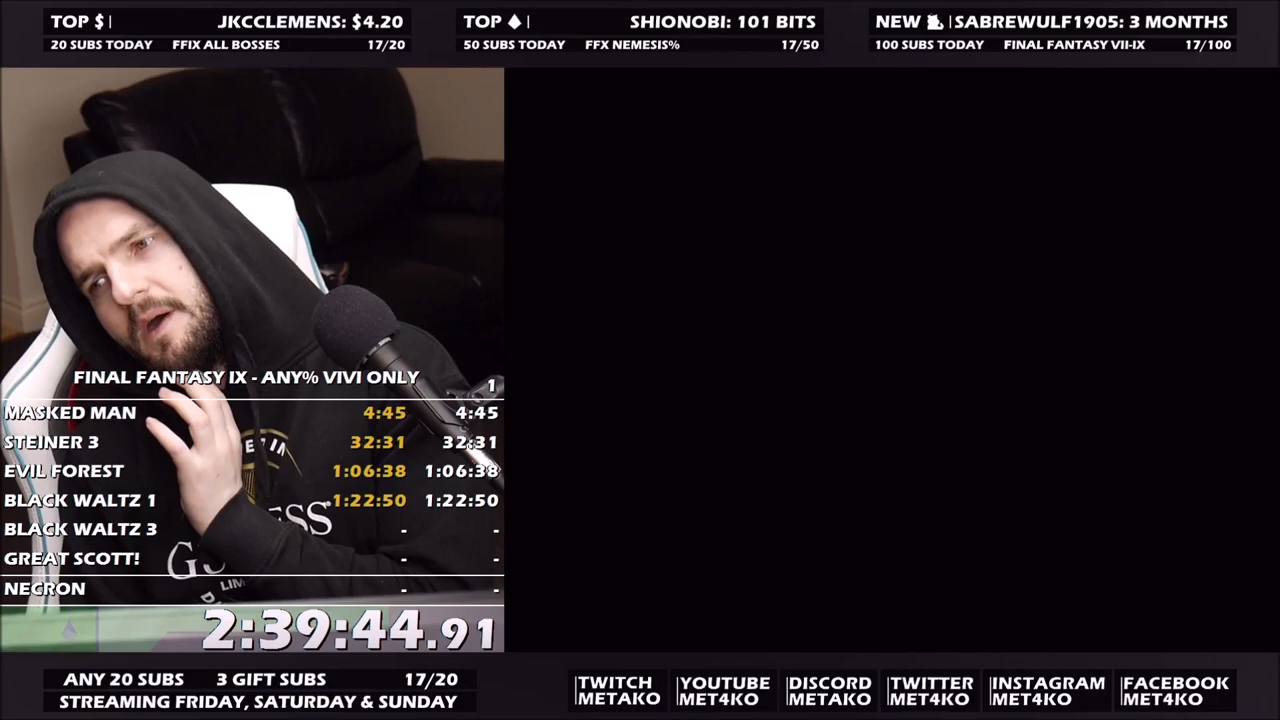 TOP $ | JKCCLEMENS: $4.20
20 SUBS TODAY FFIX ALL BOSSES 17/20
TOP | SHIONOBI: 101 BITS
50 SUBS TODAY FFX NEMESIS% 17/50
NEW | SABREWULF1905: 3 MONTHS
100 SUBS TODAY FINAL FANTASY VII-IX 17/100
FINAL FANTASY IX - ANY% VIVI ONLY 1
MASKED MAN 4:45 4:45
STEINER 3 32:31 32:31
EVIL FOREST 1:06:38 1:06:38
BLACK WALTZ 1 1:22:50 1:22:50
BLACK WALTZ 3 - -
GREAT SCOTT! - -
NECRON - -
2:39:44.91
ANY 20 SUBS 3 GIFT SUBS 17/20
STREAMING FRIDAY, SATURDAY & SUNDAY
TWITCH
METAKO
YOUTUBE
MET4KO
DISCORD
METAKO
TWITTER
MET4KO
INSTAGRAM
MET4KO
FACEBOOK
MET4KO